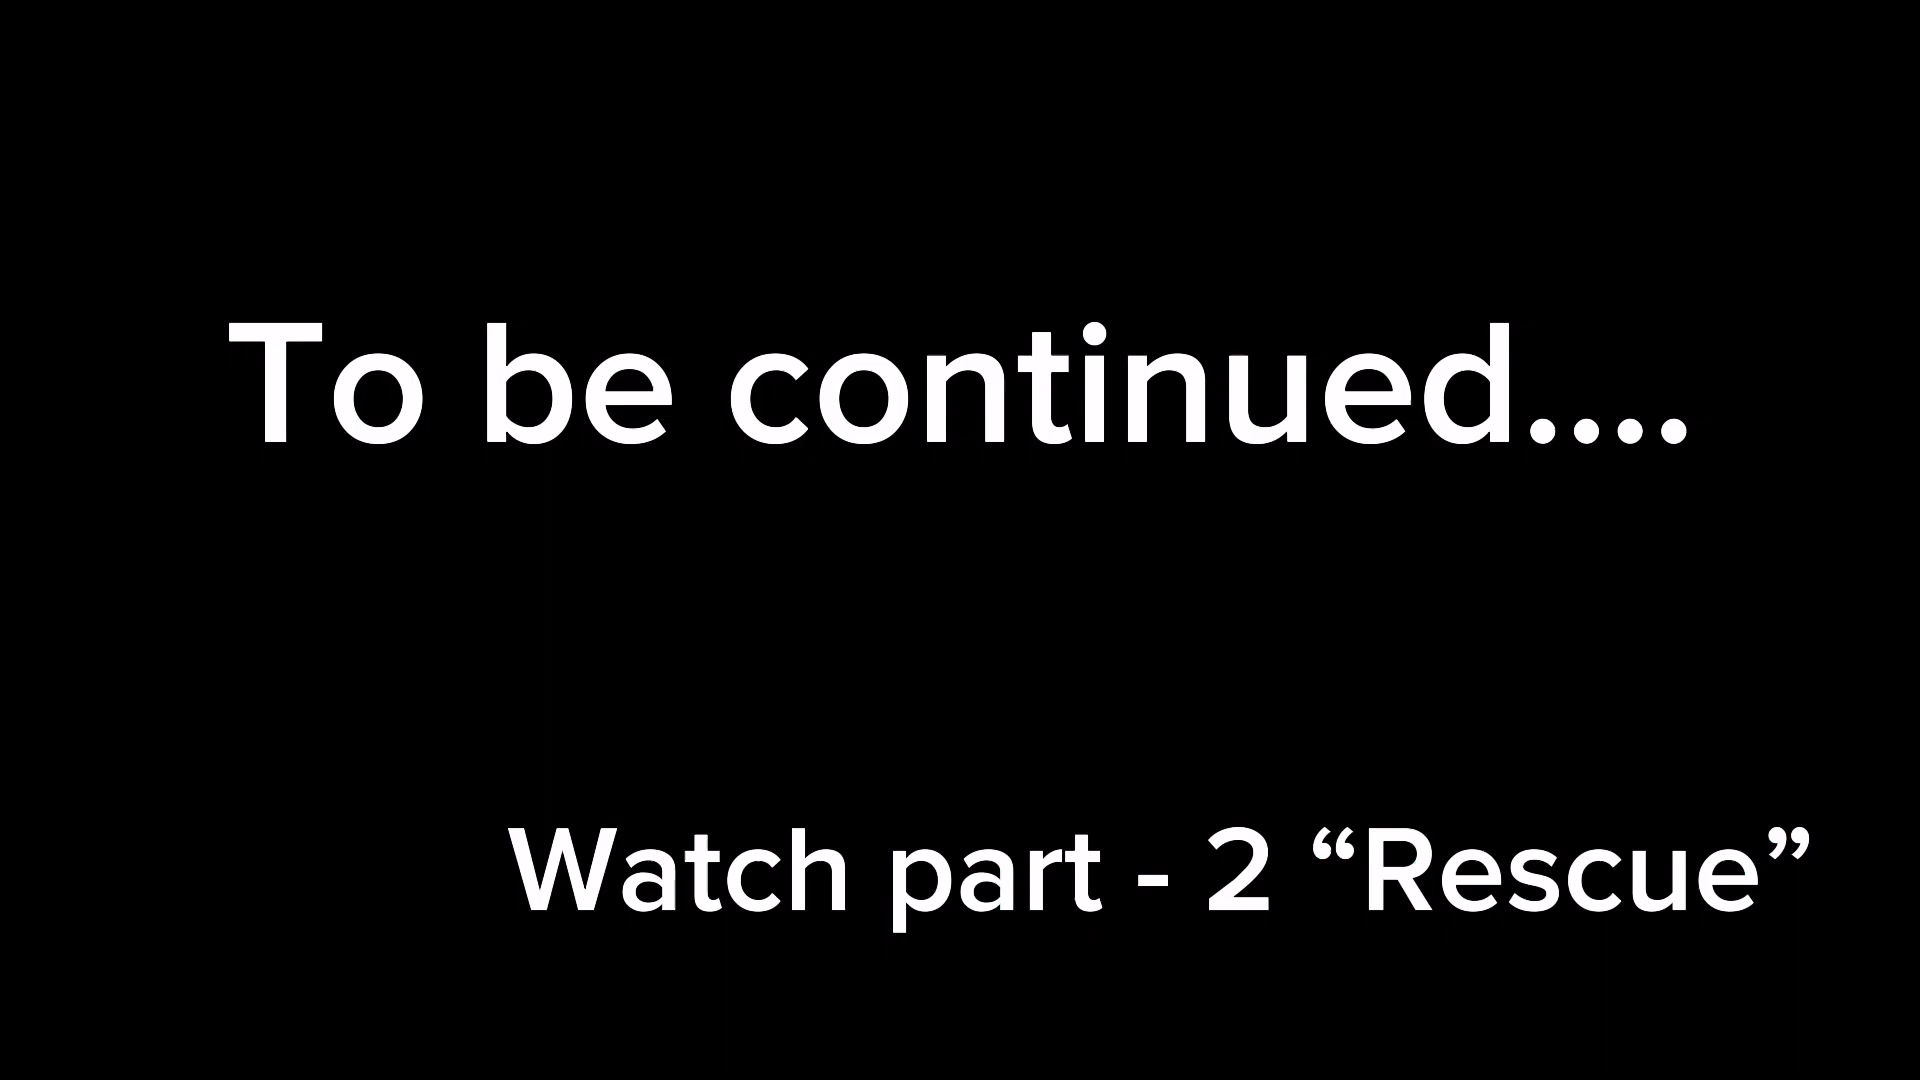 To be continued....
Watch part - 2 “Rescue”